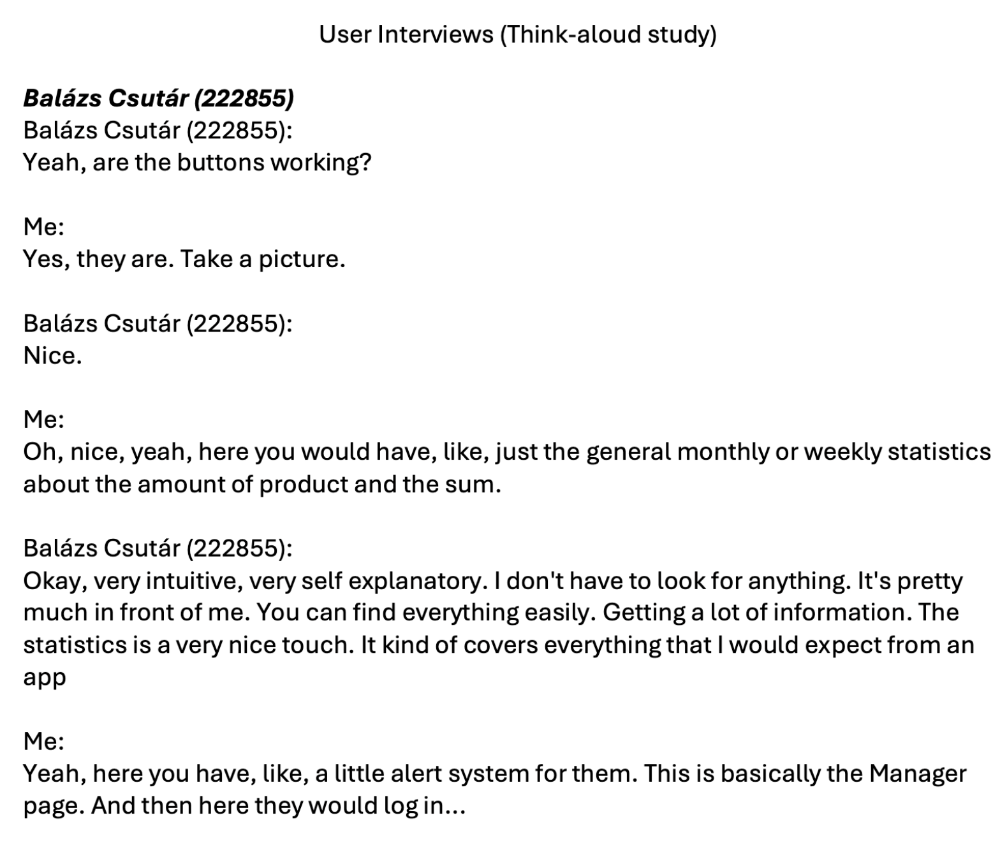 User Interviews (Think-aloud study)
Balázs Csutár (222855)
Balázs Csutár (222855):
Yeah, are the buttons working?
Me:
Yes, they are. Take a picture.
Balázs Csutár (222855):
Nice.
Me:
Oh, nice, yeah, here you would have, like, just the general monthly or weekly statistics
about the amount of product and the sum.
Balázs Csutár (222855):
Okay, very intuitive, very self explanatory. I don't have to look for anything. It's pretty
much in front of me. You can find everything easily. Getting a lot of information. The
statistics is a very nice touch. It kind of covers everything that I would expect from an
app
Me:
Yeah, here you have, like, a little alert system for them. This is basically the Manager
page. And then here they would log in...